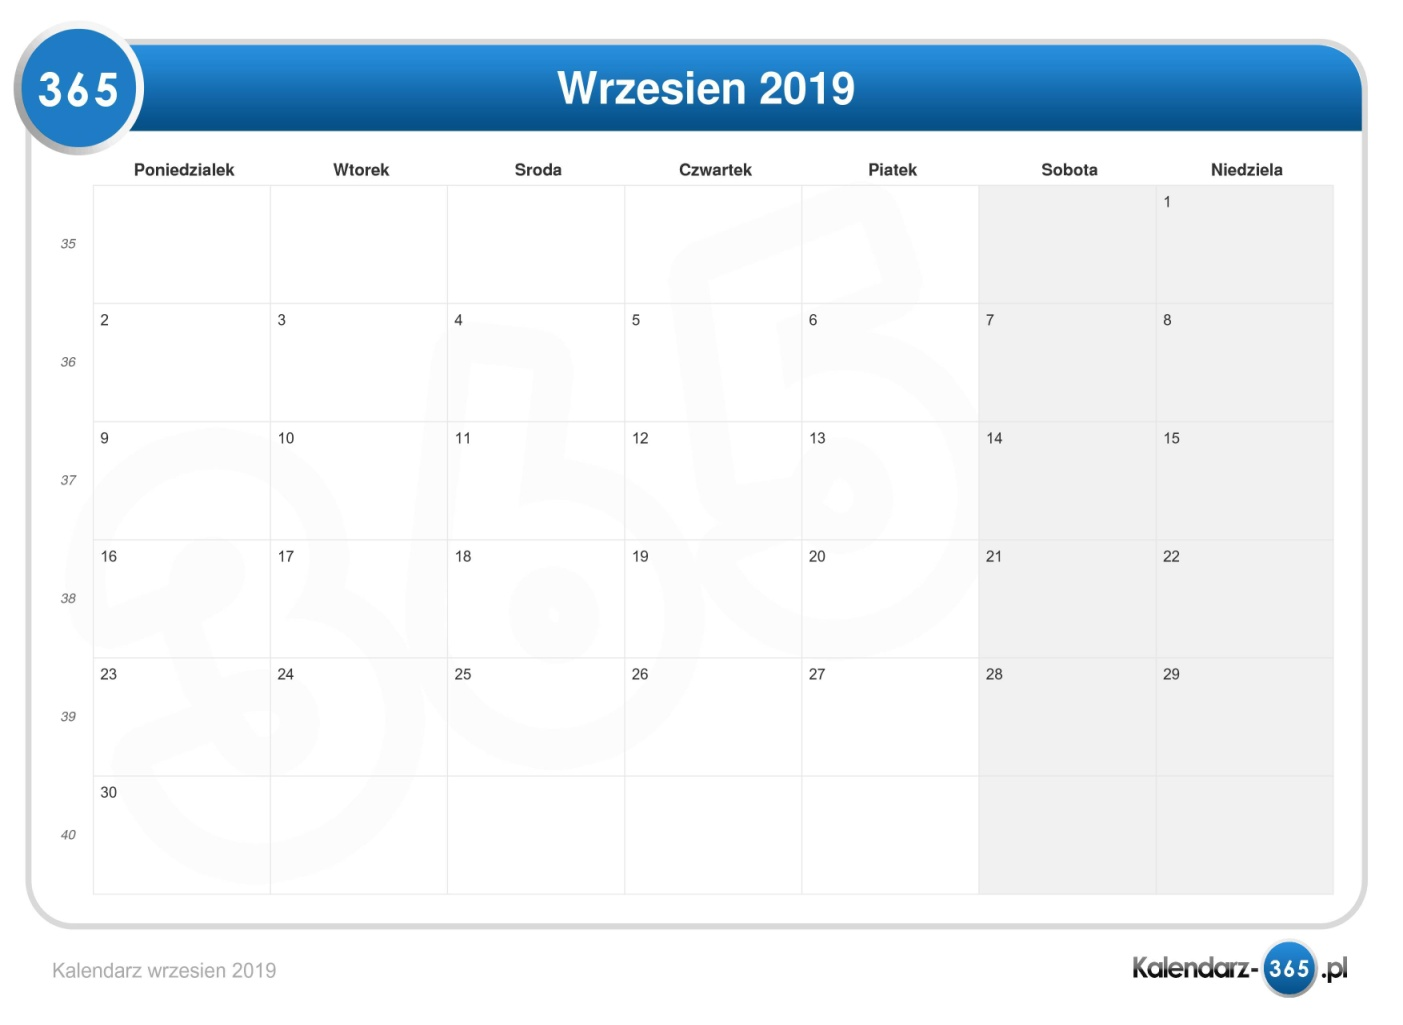 365
Wrzesien 2019
Poniedzialek Wtorek Sroda Czwartek Piatek Sobota Niedziela
1
35
2 3 4 5 6 7 8
36
9 10 11 12 13 14 15
37
16 17 18 19 20 21 22
38
23 24 25 26 27 28 29
39
30
40
365
Kalendarz wrzesien 2019
Kalendarz-365.pl